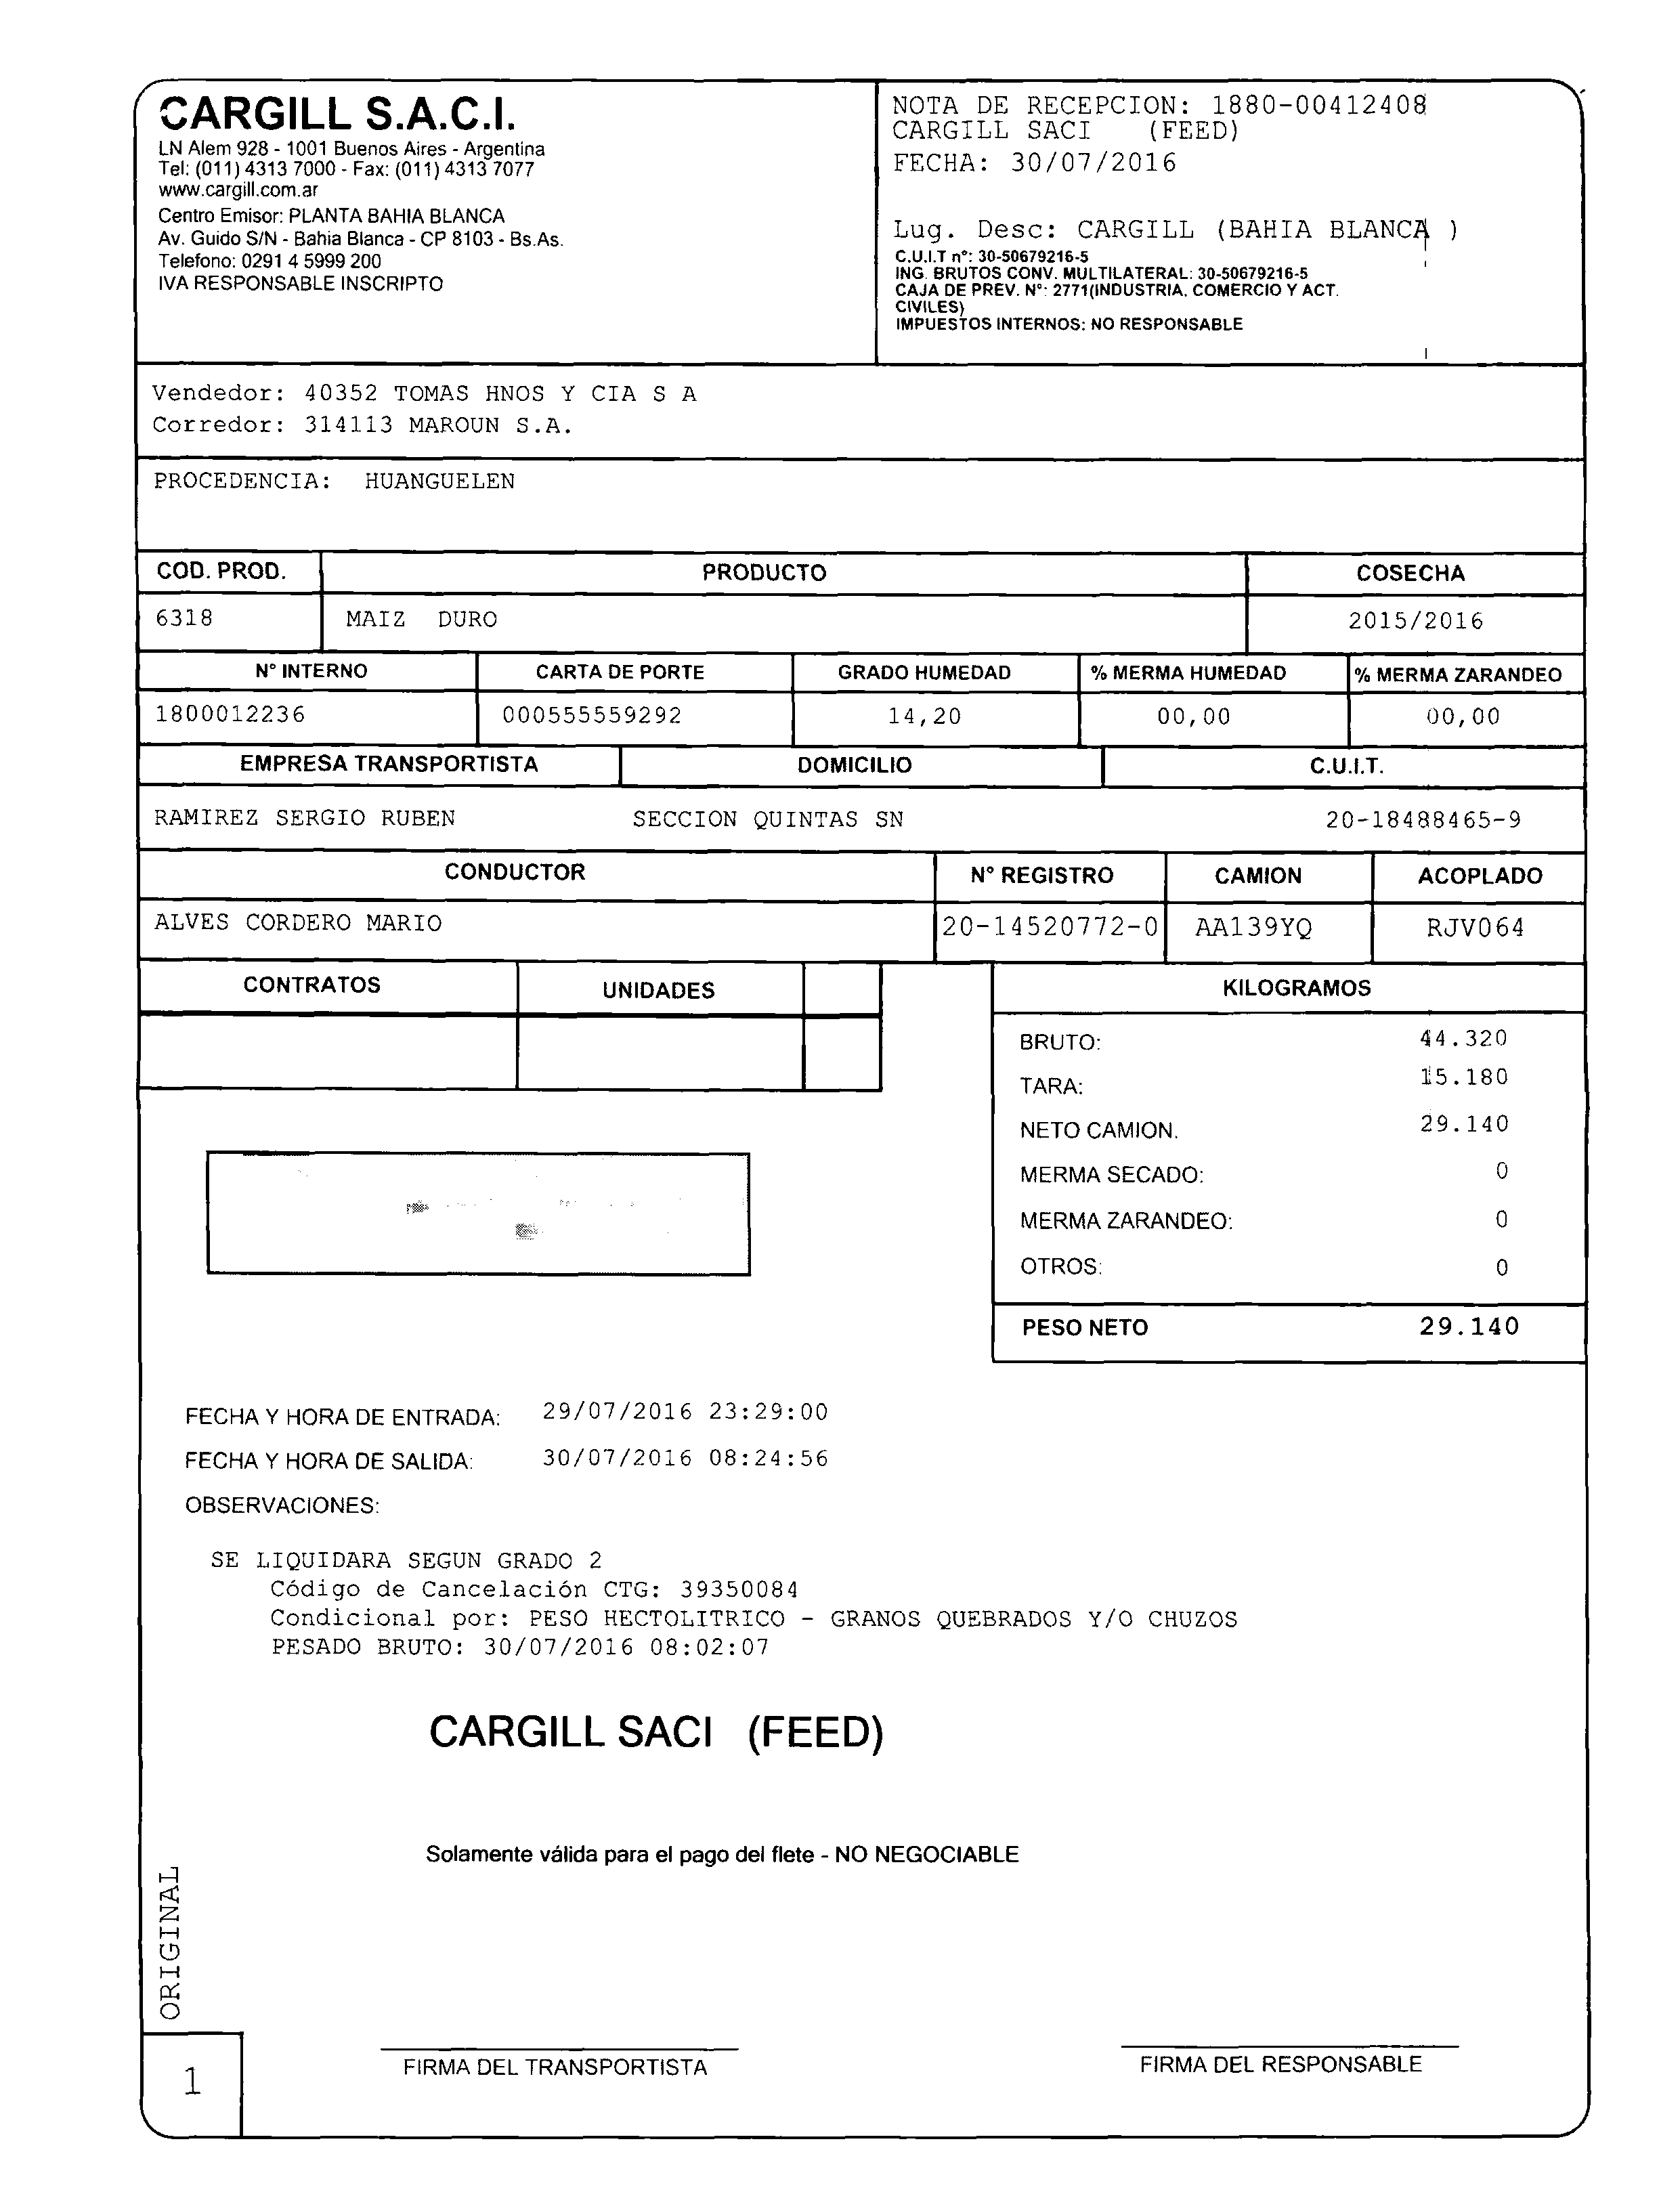 CARGILL S.A.C.I.
LN Alem 928 - 1001 Buenos Aires - Argentina
Tel: (011) 4313 7000 - Fax: (011) 4313 7077
www.cargill.com.ar
Centro Emisor: PLANTA BAHIA BLANCA
Av. Guido S/N - Bahia Blanca - CP 8103 - Bs.As.
Telefono: 0291 4 5999 200
IVA RESPONSABLE INSCRIPTO
NOTA DE RECEPCION: 1880-00412408
CARGILL SACI (FEED)
FECHA: 30/07/2016
Lug. Desc: CARGILL (BAHIA BLANCA )
C.U.I.T nº: 30-50679216-5
ING. BRUTOS CONV. MULTILATERAL: 30-50679216-5
CAJA DE PREV. Nº: 2771(INDUSTRIA, COMERCIO Y ACT.
CIVILES)
IMPUESTOS INTERNOS: NO RESPONSABLE
Vendedor: 40352 TOMAS HNOS Y CIA S A
Corredor: 314113 MAROUN S.A.
PROCEDENCIA: HUANGUELEN
COD. PROD. PRODUCTO COSECHA
6318 MAIZ DURO 2015/2016
Nº INTERNO CARTA DE PORTE GRADO HUMEDAD % MERMA HUMEDAD % MERMA ZARANDEO
1800012236 000555559292 14,20 00,00 00,00
EMPRESA TRANSPORTISTA DOMICILIO C.U.I.T.
RAMIREZ SERGIO RUBEN SECCION QUINTAS SN 20-18488465-9
CONDUCTOR Nº REGISTRO CAMION ACOPLADO
ALVES CORDERO MARIO 20-14520772-0 AA139YQ RJV064
CONTRATOS UNIDADES KILOGRAMOS
BRUTO: 44.320
TARA: 15.180
NETO CAMION. 29.140
MERMA SECADO: 0
MERMA ZARANDEO: 0
OTROS: 0
PESO NETO 29.140
FECHA Y HORA DE ENTRADA: 29/07/2016 23:29:00
FECHA Y HORA DE SALIDA: 30/07/2016 08:24:56
OBSERVACIONES:
SE LIQUIDARA SEGUN GRADO 2
Código de Cancelación CTG: 39350084
Condicional por: PESO HECTOLITRICO - GRANOS QUEBRADOS Y/O CHUZOS
PESADO BRUTO: 30/07/2016 08:02:07
CARGILL SACI (FEED)
Solamente válida para el pago del flete - NO NEGOCIABLE
ORIGINAL
1
FIRMA DEL TRANSPORTISTA FIRMA DEL RESPONSABLE